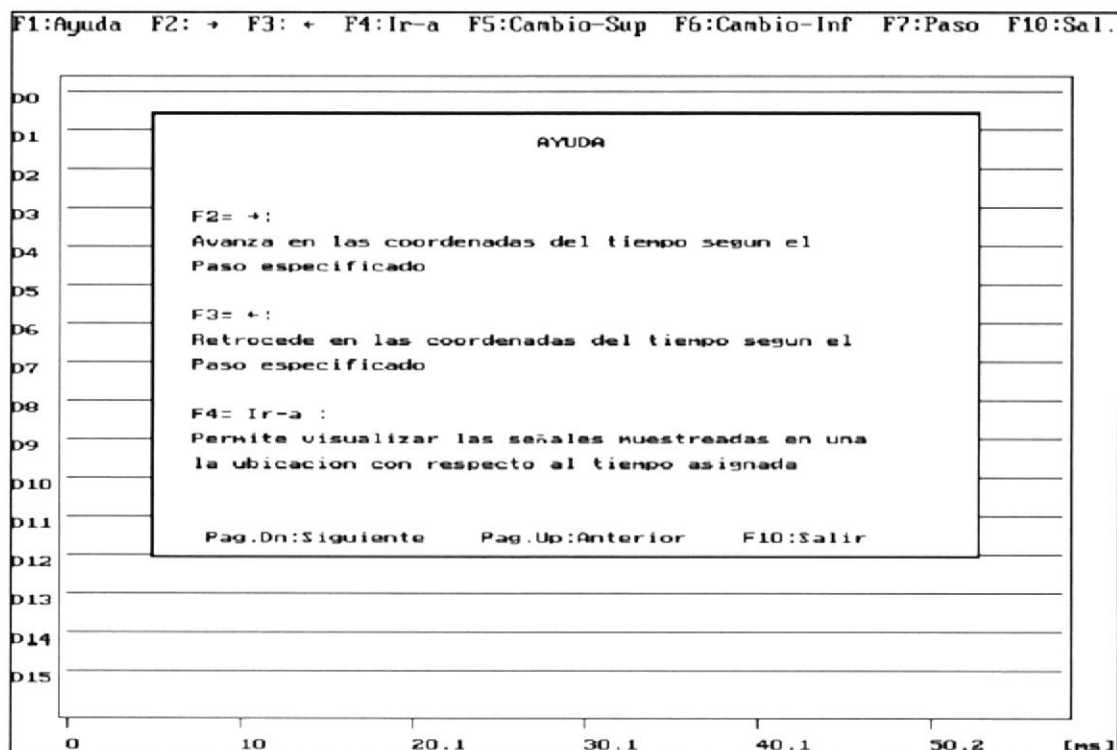 F1:Ayuda F2: → F3: ← F4:Ir-a F5:Cambio-Sup F6:Cambio-Inf F7:Paso F10:Sal.
D0
D1
D2
D3
D4
D5
D6
D7
D8
D9
D10
D11
D12
D13
D14
D15
AYUDA
F2= →:
Avanza en las coordenadas del tiempo segun el
Paso especificado
F3= ←:
Retrocede en las coordenadas del tiempo segun el
Paso especificado
F4= Ir-a :
Permite visualizar las señales muestreadas en una
la ubicacion con respecto al tiempo asignada
Pag.Dn:Siguiente Pag.Up:Anterior F10:Salir
0 10 20.1 30.1 40.1 50.2 [ms]